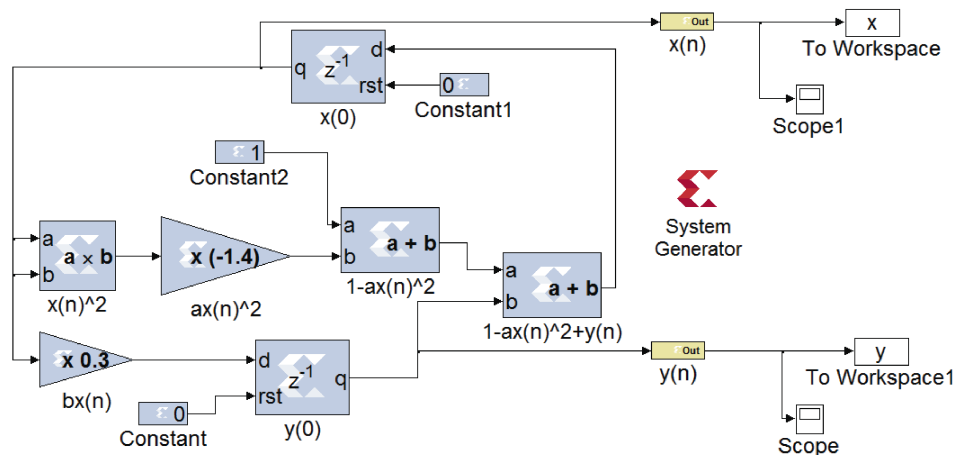 Out
x(n)
x
To Workspace
Scope1
q
z-1
d
rst
x(0)
0
Constant1
1
Constant2
System
Generator
a
b
a × b
x(n)^2
x (-1.4)
ax(n)^2
a
b
a + b
1-ax(n)^2
a
b
a + b
1-ax(n)^2+y(n)
x 0.3
bx(n)
0
Constant
d
rst
z-1
q
y(0)
Out
y(n)
y
To Workspace1
Scope